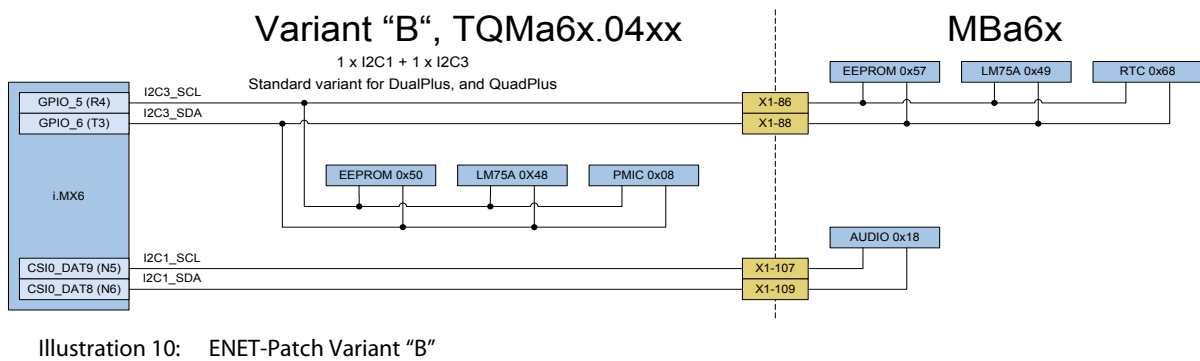 Variant “B“, TQMa6x.04xx
MBa6x
1 x I2C1 + 1 x I2C3
Standard variant for DualPlus, and QuadPlus
EEPROM 0x57
LM75A 0x49
RTC 0x68
I2C3_SCL
GPIO_5 (R4)
X1-86
I2C3_SDA
GPIO_6 (T3)
X1-88
EEPROM 0x50
LM75A 0X48
PMIC 0x08
i.MX6
AUDIO 0x18
I2C1_SCL
CSI0_DAT9 (N5)
X1-107
I2C1_SDA
CSI0_DAT8 (N6)
X1-109
Illustration 10: ENET-Patch Variant “B”